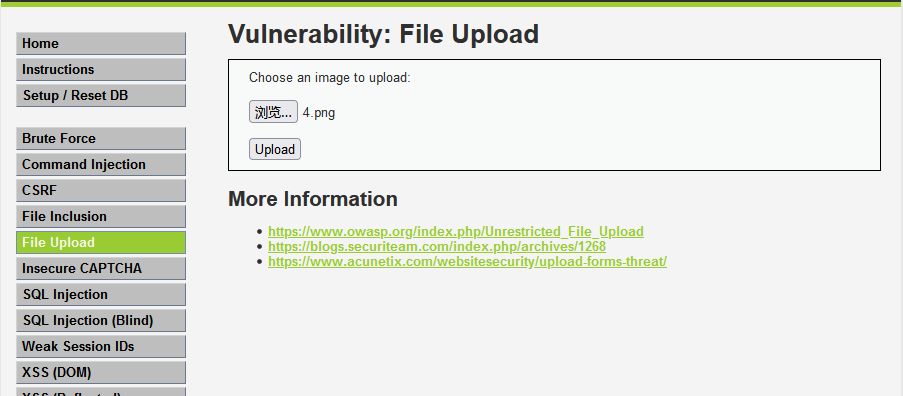 Home
Instructions
Setup / Reset DB
Brute Force
Command Injection
CSRF
File Inclusion
File Upload
Insecure CAPTCHA
SQL Injection
SQL Injection (Blind)
Weak Session IDs
XSS (DOM)
XSS (Reflected)
Vulnerability: File Upload
Choose an image to upload:
浏览... 4.png
Upload
More Information
https://www.owasp.org/index.php/Unrestricted_File_Upload
https://blogs.securiteam.com/index.php/archives/1268
https://www.acunetix.com/websitesecurity/upload-forms-threat/